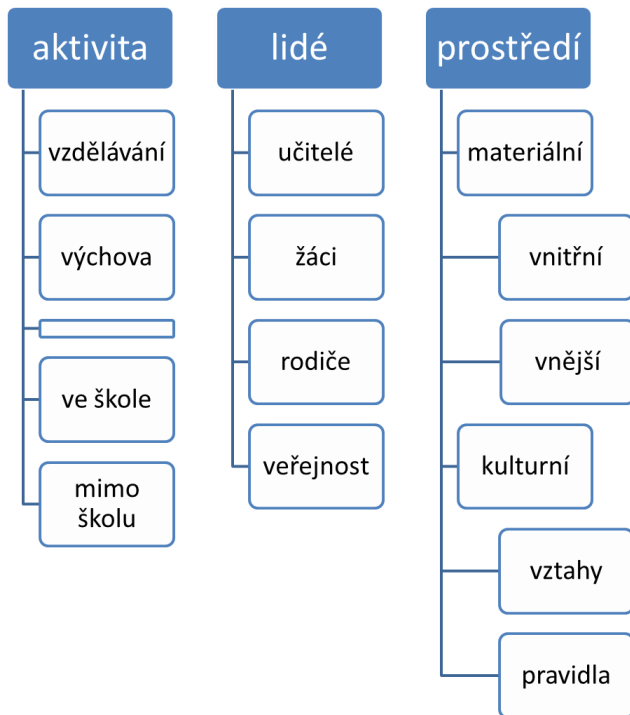 aktivita
vzdělávání
výchova
ve škole
mimo
školu
lidé
učitelé
žáci
rodiče
veřejnost
prostředí
materiální
vnitřní
vnější
kulturní
vztahy
pravidla